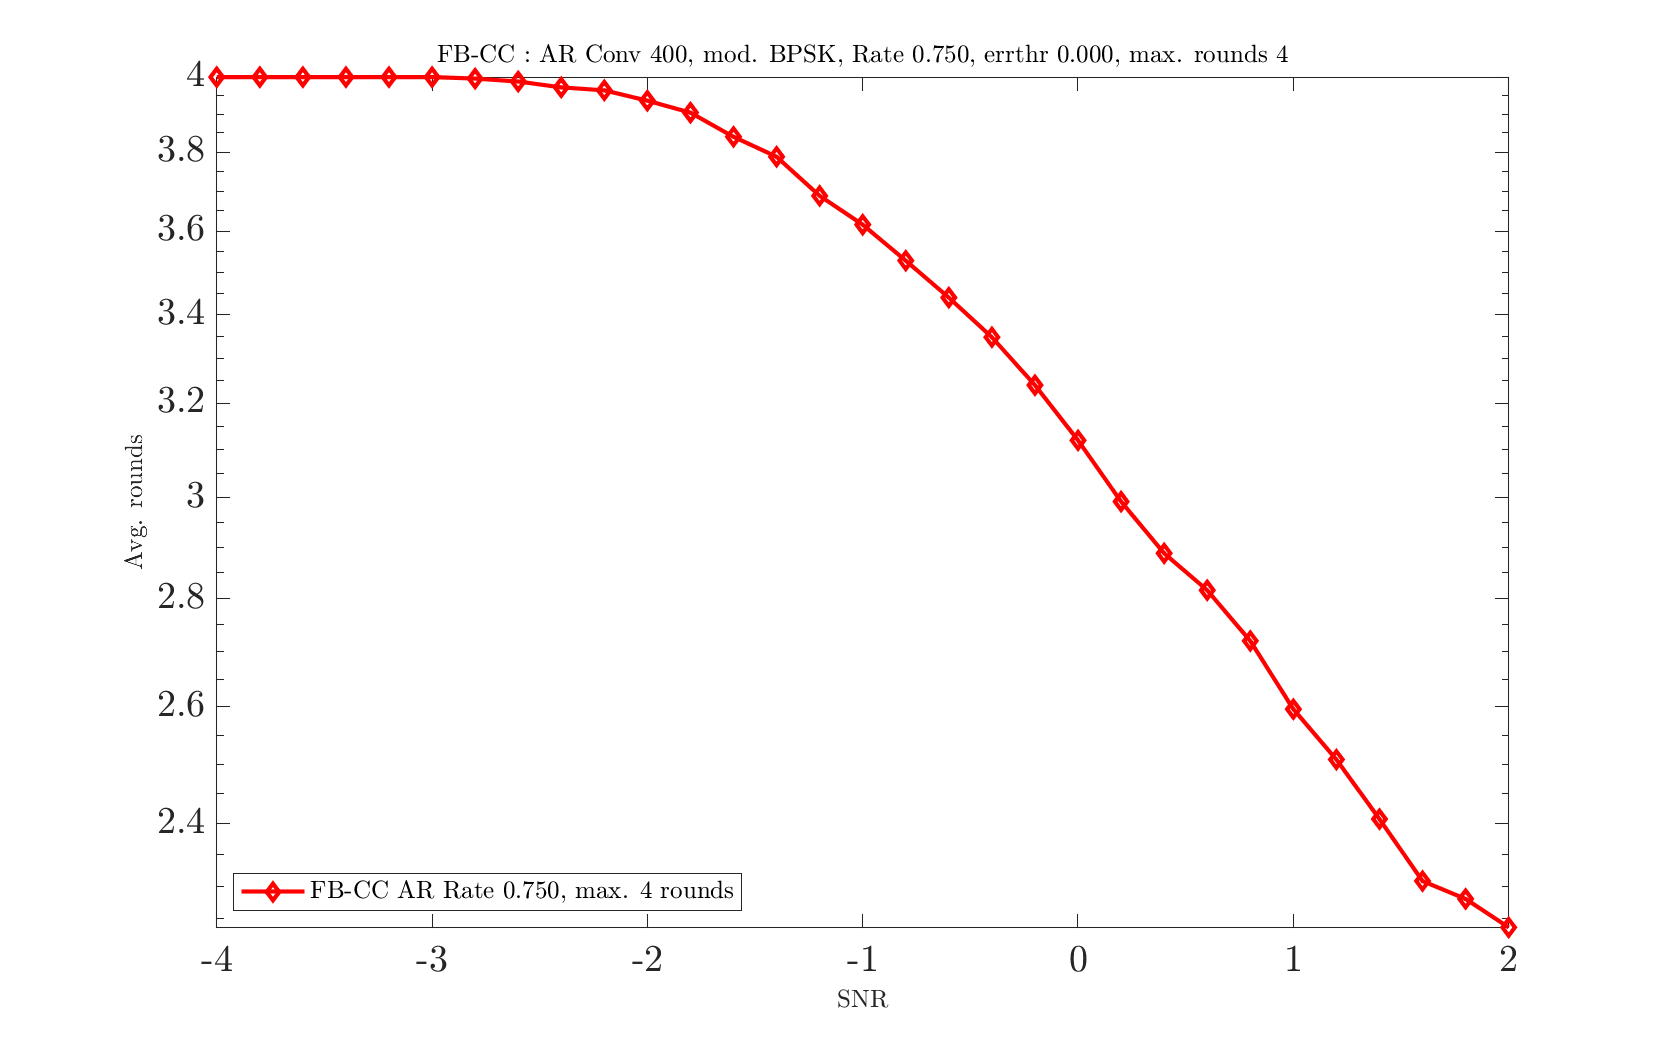 FB-CC : AR Conv 400, mod. BPSK, Rate 0.750, errthr 0.000, max. rounds 4
4
3.8
3.6
3.4
3.2
3
2.8
2.6
2.4
Avg. rounds
FB-CC AR Rate 0.750, max. 4 rounds
-4 -3 -2 -1 0 1 2
SNR